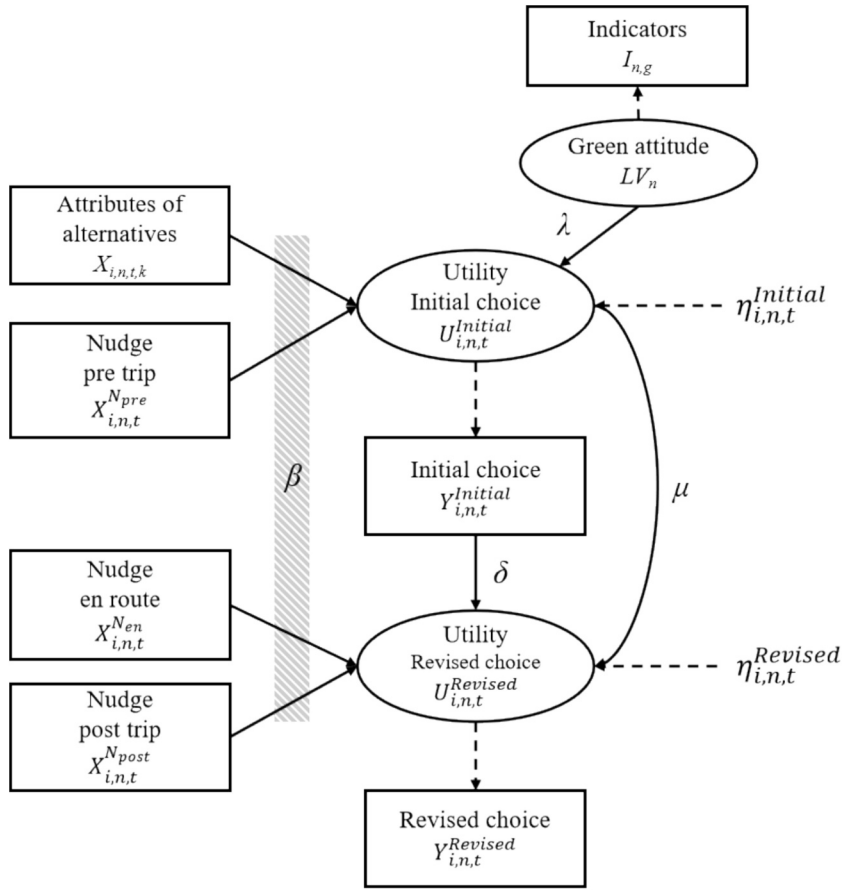 Indicators
I_{n,g}
Green attitude
LV_n
λ
Attributes of
alternatives
X_{i,n,t,k}
Utility
Initial choice
U_{i,n,t}^{Initial}
η_{i,n,t}^{Initial}
Nudge
pre trip
X_{i,n,t}^{N_{pre}}
β
Initial choice
Y_{i,n,t}^{Initial}
μ
δ
Nudge
en route
X_{i,n,t}^{N_{en}}
Utility
Revised choice
U_{i,n,t}^{Revised}
η_{i,n,t}^{Revised}
Nudge
post trip
X_{i,n,t}^{N_{post}}
Revised choice
Y_{i,n,t}^{Revised}